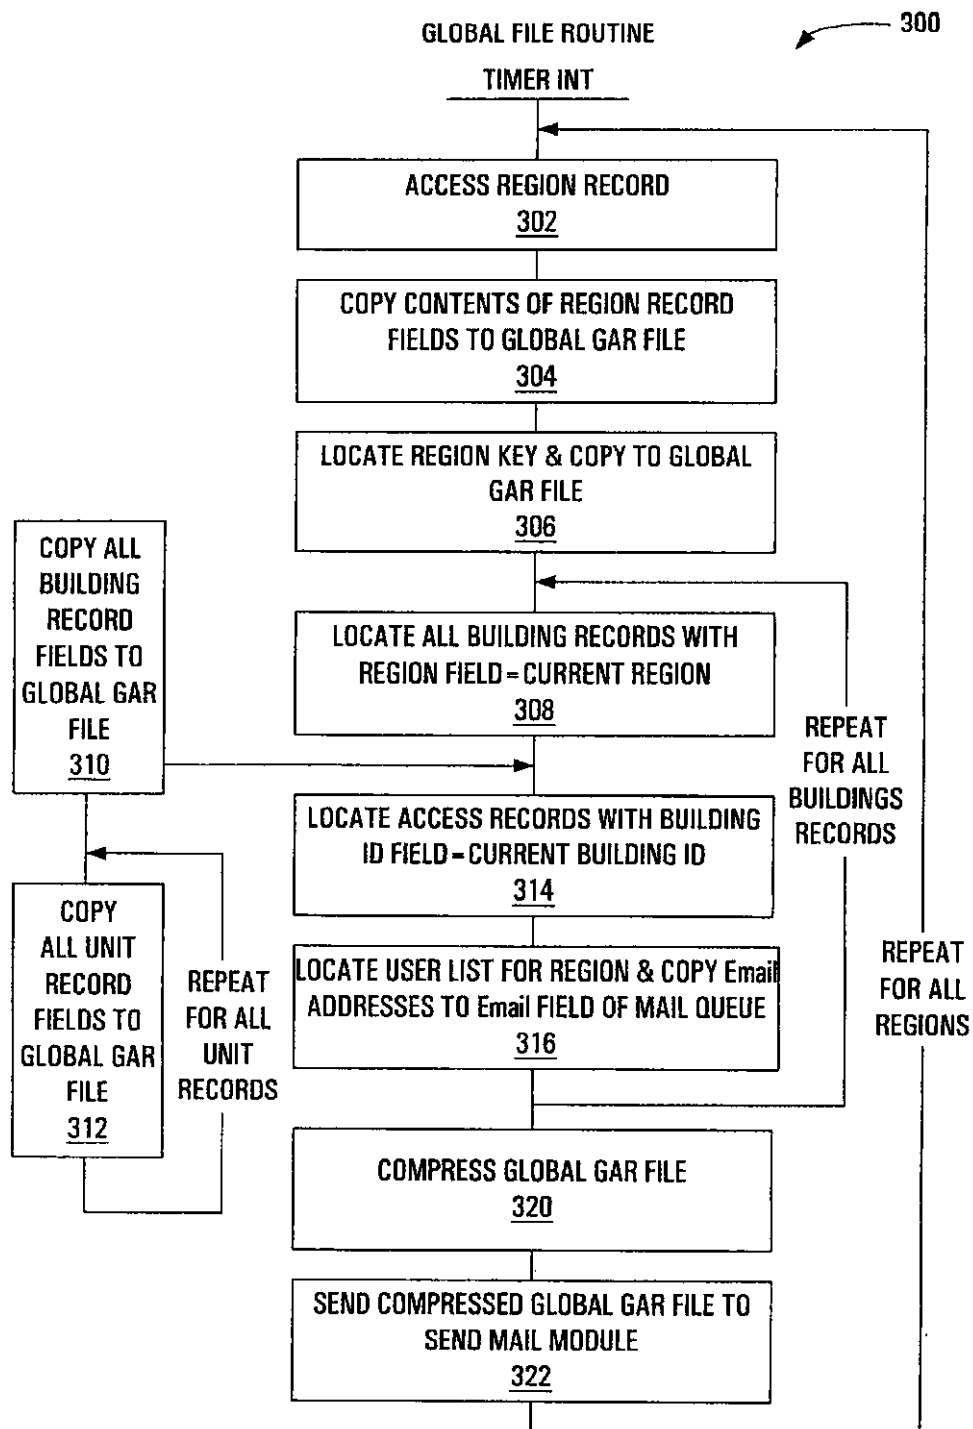 GLOBAL FILE ROUTINE
300
TIMER INT
ACCESS REGION RECORD
302
COPY CONTENTS OF REGION RECORD
FIELDS TO GLOBAL GAR FILE
304
LOCATE REGION KEY & COPY TO GLOBAL
GAR FILE
306
COPY ALL
BUILDING
RECORD
FIELDS TO
GLOBAL GAR
FILE
310
LOCATE ALL BUILDING RECORDS WITH
REGION FIELD=CURRENT REGION
308
REPEAT
FOR ALL
BUILDINGS
RECORDS
LOCATE ACCESS RECORDS WITH BUILDING
ID FIELD=CURRENT BUILDING ID
314
COPY
ALL UNIT
RECORD
FIELDS TO
GLOBAL GAR
FILE
312
REPEAT
FOR ALL
UNIT
RECORDS
LOCATE USER LIST FOR REGION & COPY Email
ADDRESSES TO Email FIELD OF MAIL QUEUE
316
REPEAT
FOR ALL
REGIONS
COMPRESS GLOBAL GAR FILE
320
SEND COMPRESSED GLOBAL GAR FILE TO
SEND MAIL MODULE
322